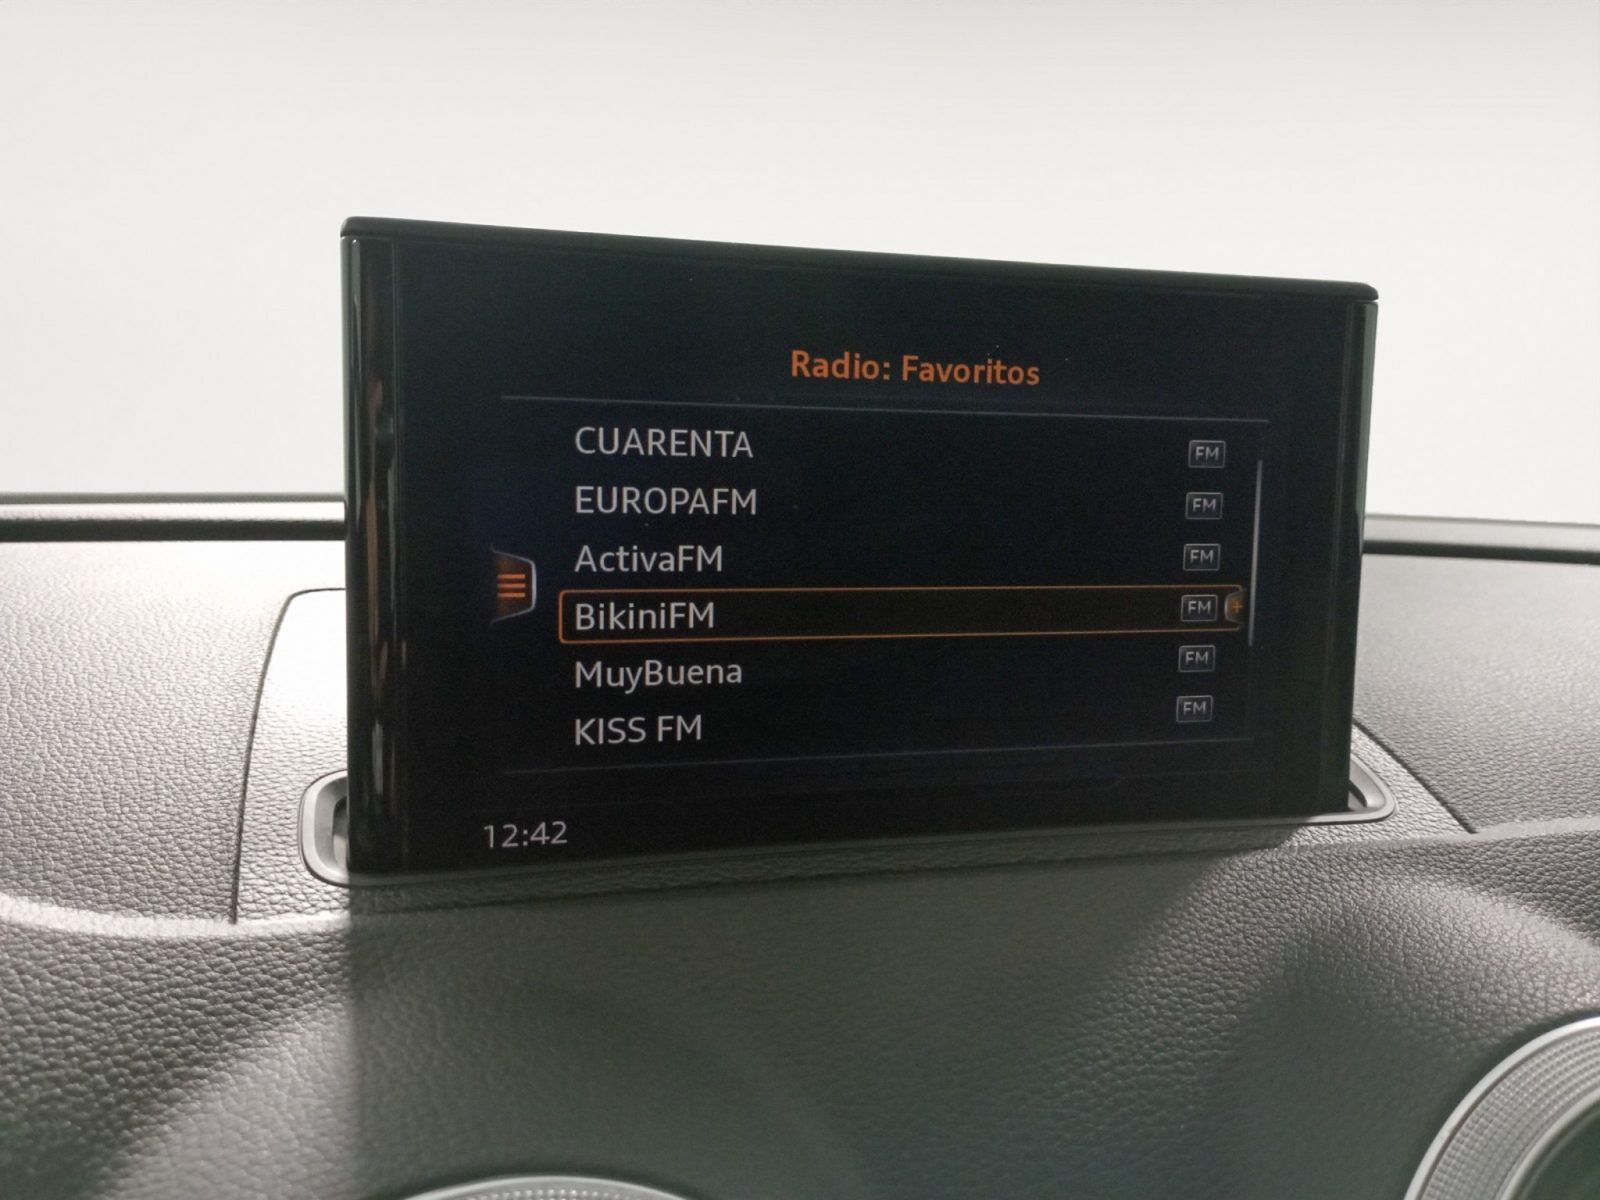 Radio: Favoritos
CUARENTA FM
EUROPAFM FM
ActivaFM FM
BikiniFM FM +
MuyBuena FM
KISS FM FM
12:42